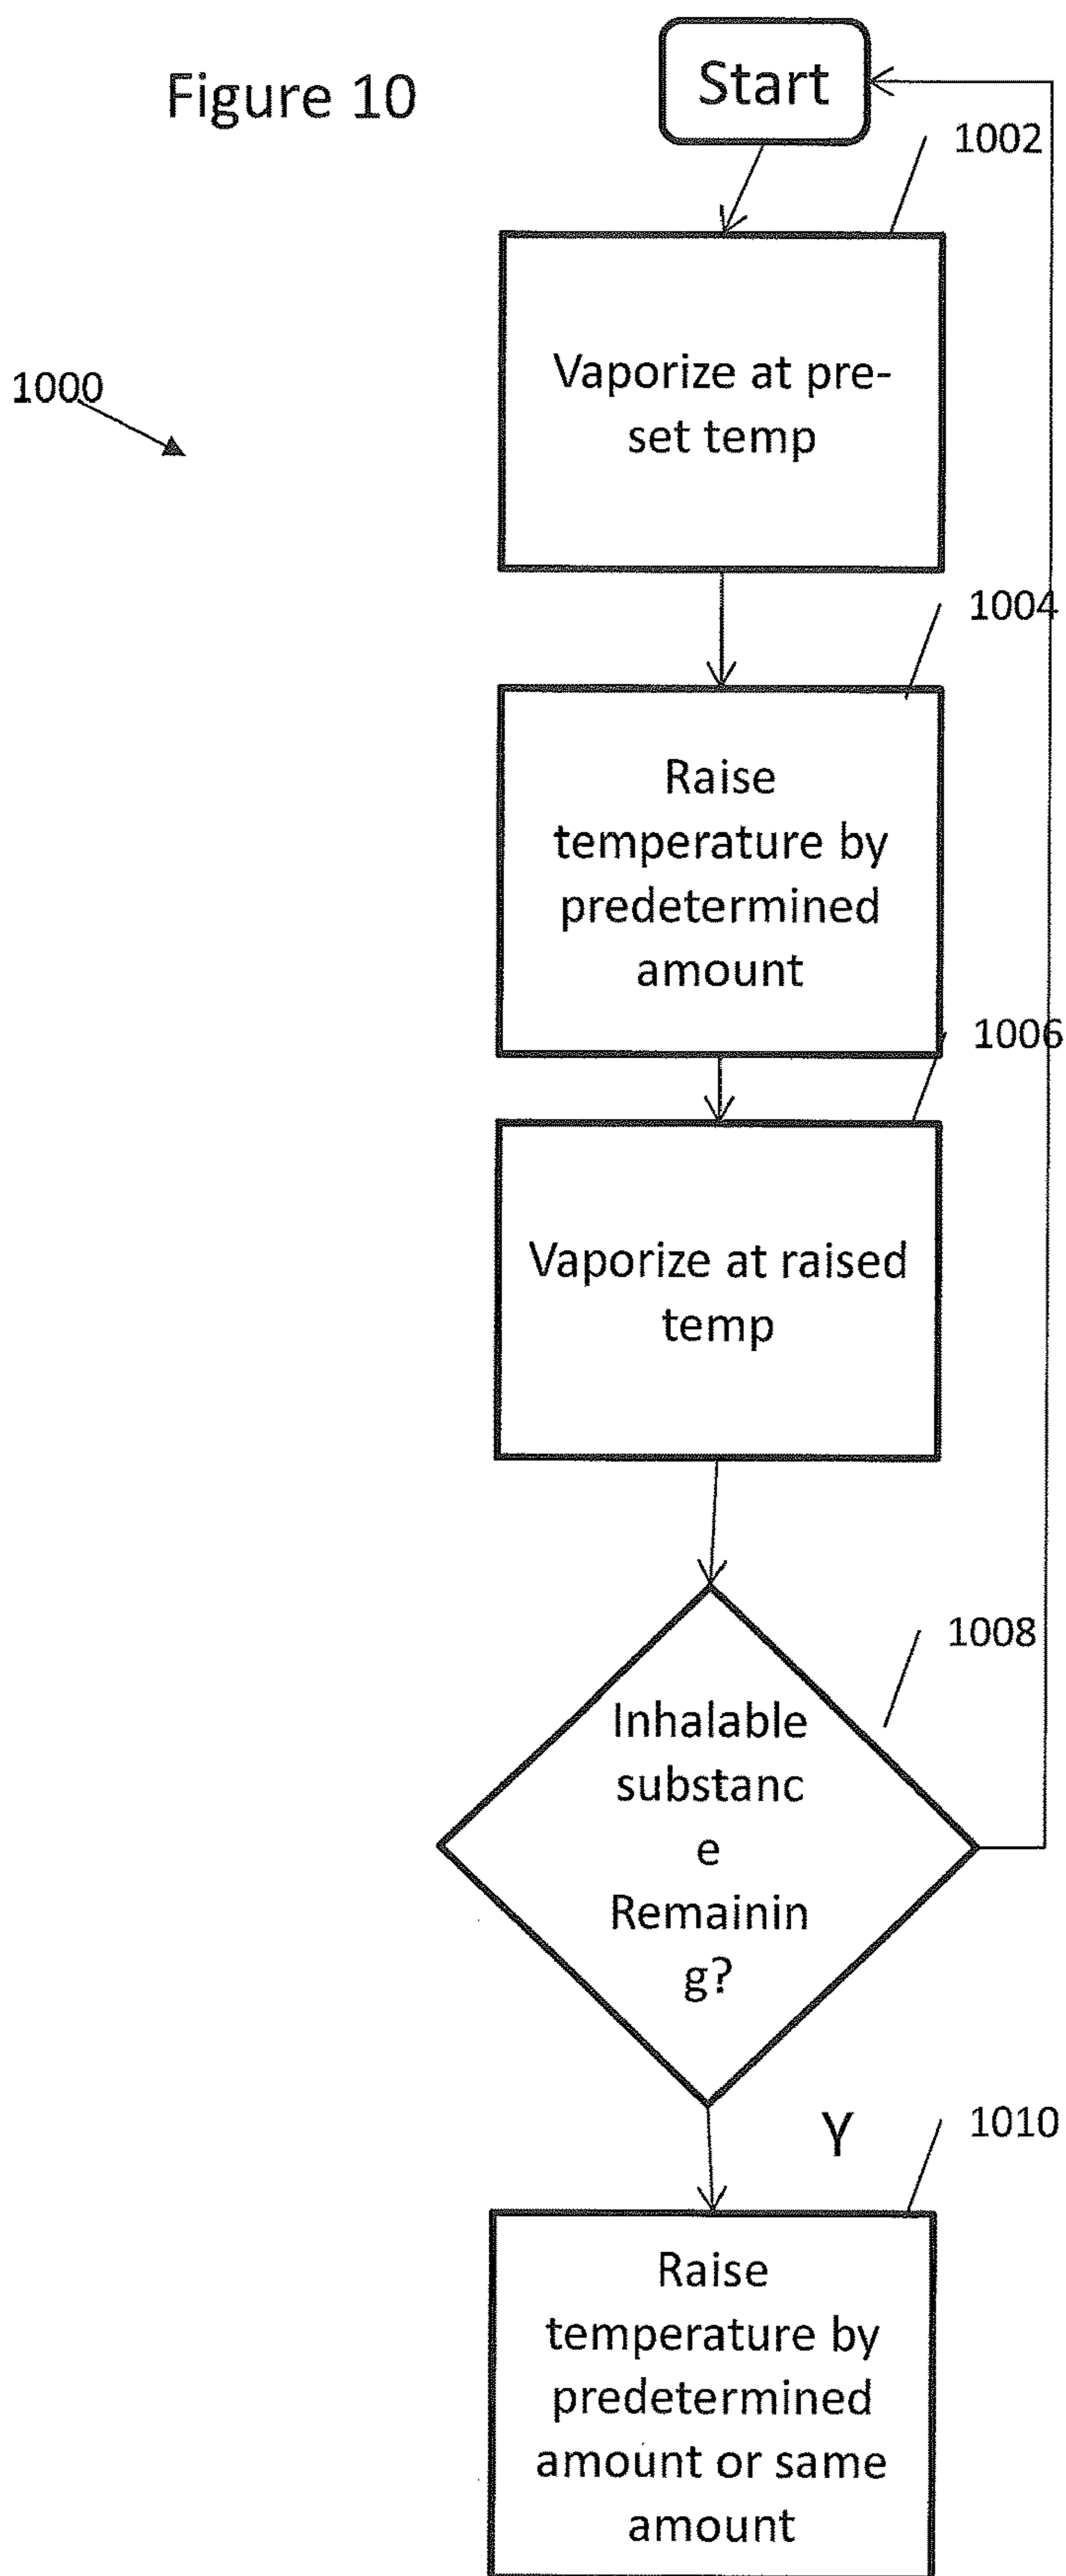 Figure 10
Start
1002
Vaporize at pre-
set temp
1000
1004
Raise
temperature by
predetermined
amount
1006
Vaporize at raised
temp
1008
Inhalable
substanc
e
Remainin
g?
Y
1010
Raise
temperature by
predetermined
amount or same
amount